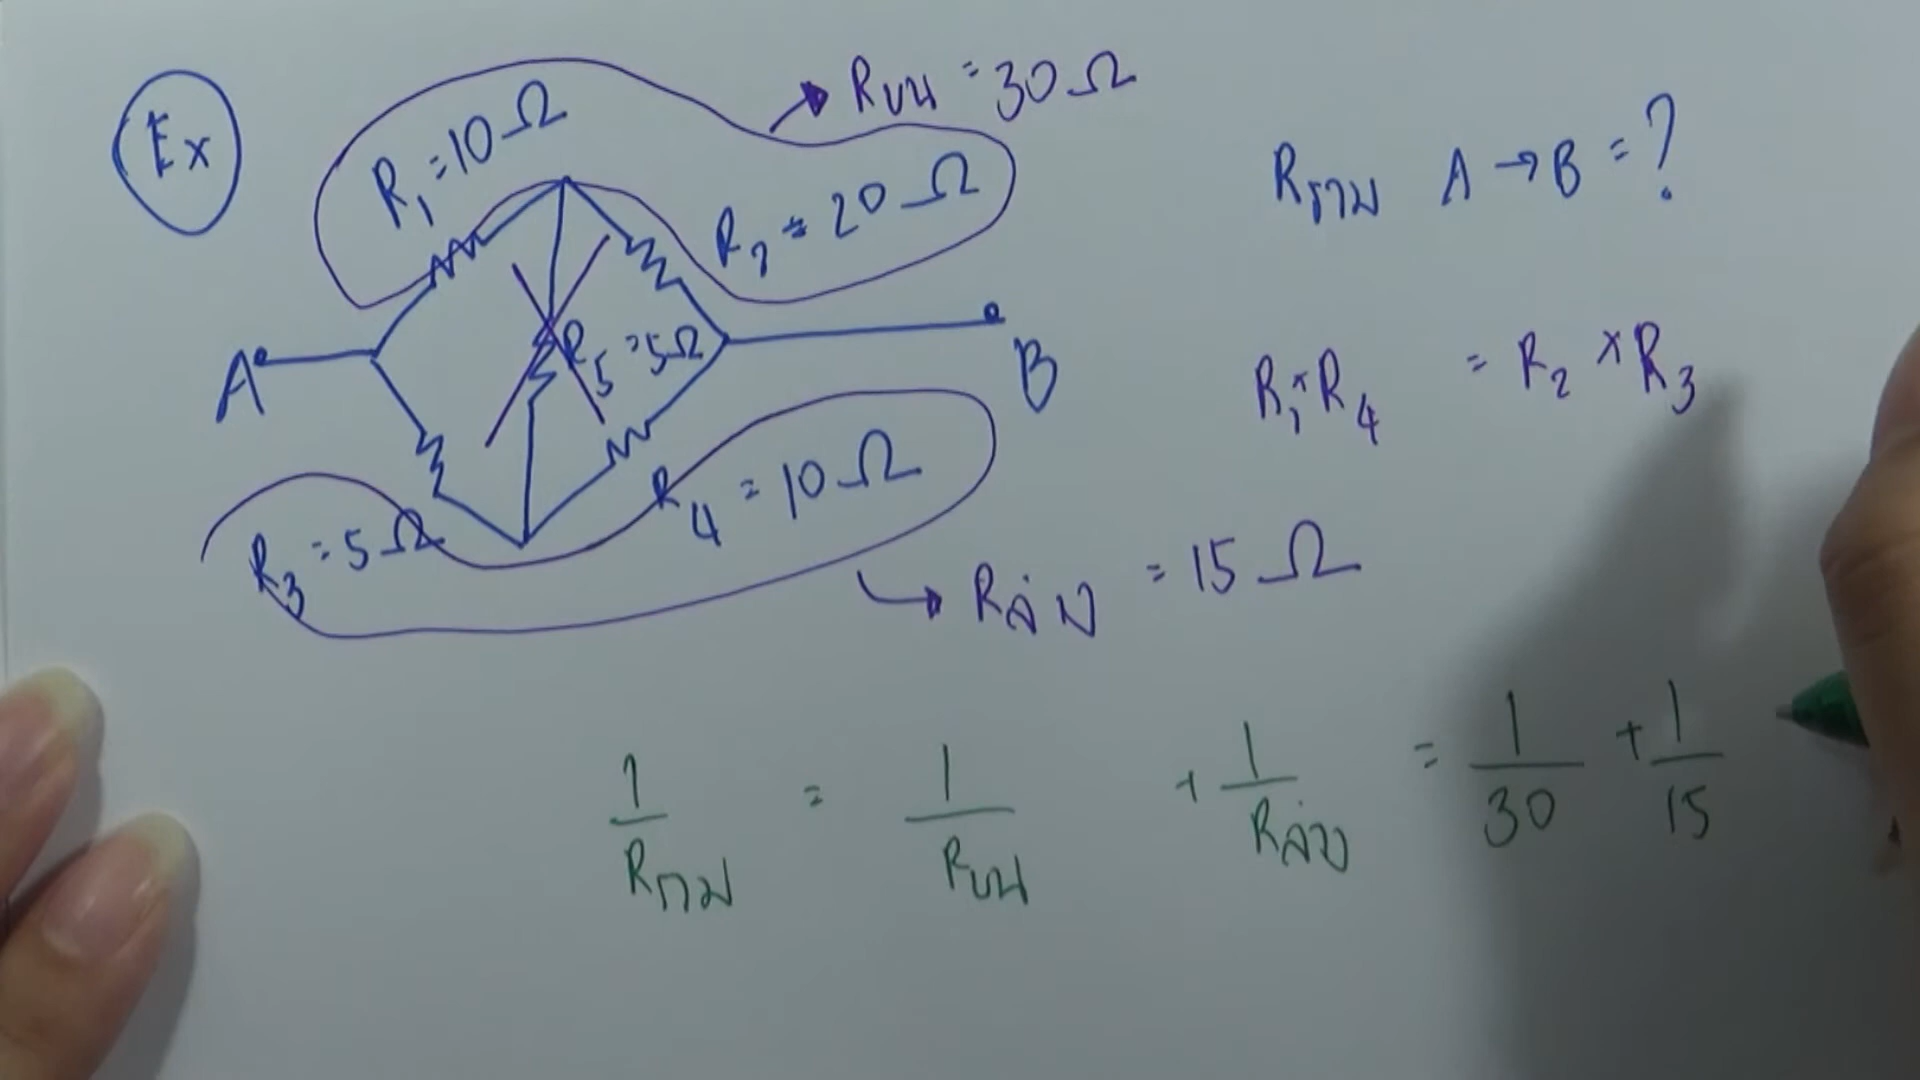 Ex
R1 = 10 Ω
Rบน = 30 Ω
R2 = 20 Ω
Rรวม A → B = ?
A
R5 = 5Ω
B
R1 × R4 = R2 × R3
R3 = 5 Ω
R4 = 10 Ω
Rล่าง = 15 Ω
1/Rรวม = 1/Rบน + 1/Rล่าง = 1/30 + 1/15